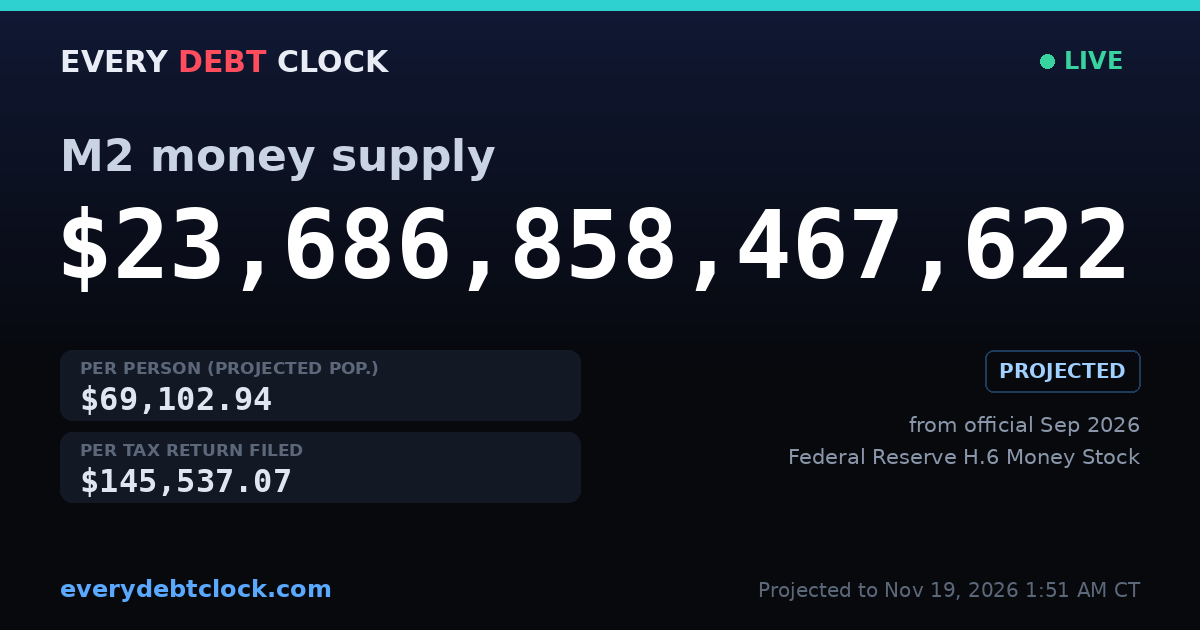 EVERY DEBT CLOCK
LIVE
M2 money supply
$23,686,858,467,622
PER PERSON (PROJECTED POP.)
$69,102.94
PER TAX RETURN FILED
$145,537.07
PROJECTED
from official Sep 2026
Federal Reserve H.6 Money Stock
everydebtclock.com
Projected to Nov 19, 2026 1:51 AM CT